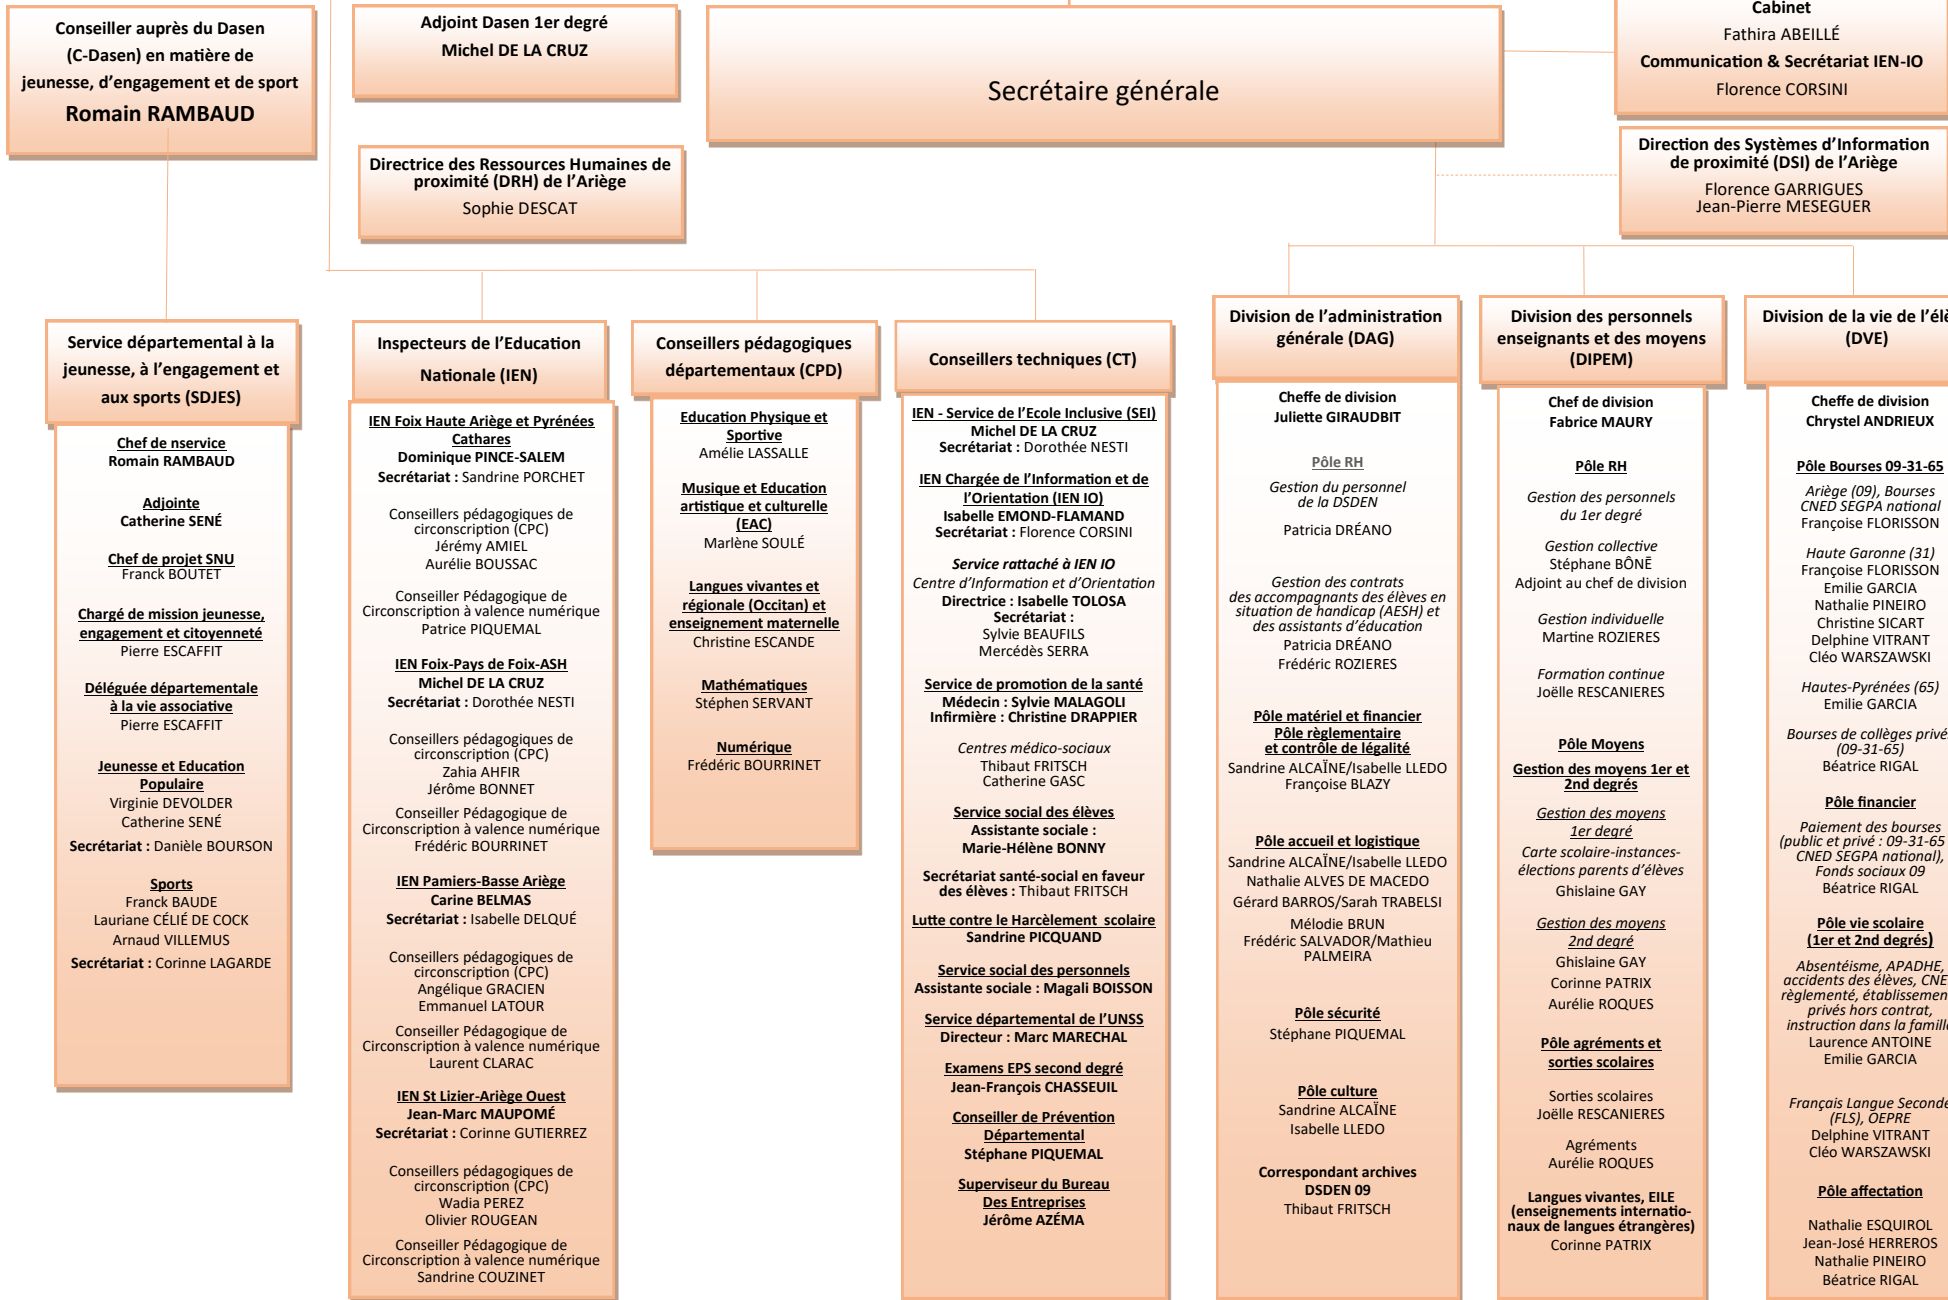 Conseiller auprès du Dasen
(C-Dasen) en matière de
jeunesse, d'engagement et de sport
Romain RAMBAUD
Adjoint Dasen 1er degré
Michel DE LA CRUZ
Secrétaire générale
Cabinet
Fathira ABEILLÉ
Communication & Secrétariat IEN-IO
Florence CORSINI
Directrice des Ressources Humaines de
proximité (DRH) de l'Ariège
Sophie DESCAT
Direction des Systèmes d'Information
de proximité (DSI) de l'Ariège
Florence GARRIGUES
Jean-Pierre MESEGUER
Service départemental à la
jeunesse, à l'engagement et
aux sports (SDJES)
Chef de nservice
Romain RAMBAUD
Adjointe
Catherine SENÉ
Chef de projet SNU
Franck BOUTET
Chargé de mission jeunesse,
engagement et citoyenneté
Pierre ESCAFFIT
Déléguée départementale
à la vie associative
Pierre ESCAFFIT
Jeunesse et Education
Populaire
Virginie DEVOLDER
Catherine SENÉ
Secrétariat : Danièle BOURSON
Sports
Franck BAUDE
Lauriane CÉLIÉ DE COCK
Arnaud VILLEMUS
Secrétariat : Corinne LAGARDE
Inspecteurs de l'Education
Nationale (IEN)
IEN Foix Haute Ariège et Pyrénées
Cathares
Dominique PINCE-SALEM
Secrétariat : Sandrine PORCHET
Conseillers pédagogiques de
circonscription (CPC)
Jérémy AMIEL
Aurélie BOUSSAC
Conseiller Pédagogique de
Circonscription à valence numérique
Patrice PIQUEMAL
IEN Foix-Pays de Foix-ASH
Michel DE LA CRUZ
Secrétariat : Dorothée NESTI
Conseillers pédagogiques de
circonscription (CPC)
Zahia AHFIR
Jérôme BONNET
Conseiller Pédagogique de
Circonscription à valence numérique
Frédéric BOURRINET
IEN Pamiers-Basse Ariège
Carine BELMAS
Secrétariat : Isabelle DELQUÉ
Conseillers pédagogiques de
circonscription (CPC)
Angélique GRACIEN
Emmanuel LATOUR
Conseiller Pédagogique de
Circonscription à valence numérique
Laurent CLARAC
IEN St Lizier-Ariège Ouest
Jean-Marc MAUPOMÉ
Secrétariat : Corinne GUTIERREZ
Conseillers pédagogiques de
circonscription (CPC)
Wadia PEREZ
Olivier ROUGEAN
Conseiller Pédagogique de
Circonscription à valence numérique
Sandrine COUZINET
Conseillers pédagogiques
départementaux (CPD)
Education Physique et
Sportive
Amélie LASSALLE
Musique et Education
artistique et culturelle
(EAC)
Marlène SOULÉ
Langues vivantes et
régionale (Occitan) et
enseignement maternelle
Christine ESCANDE
Mathématiques
Stéphen SERVANT
Numérique
Frédéric BOURRINET
Conseillers techniques (CT)
IEN - Service de l'Ecole Inclusive (SEI)
Michel DE LA CRUZ
Secrétariat : Dorothée NESTI
IEN Chargée de l'Information et de
l'Orientation (IEN IO)
Isabelle EMOND-FLAMAND
Secrétariat : Florence CORSINI
Service rattaché à IEN IO
Centre d'Information et d'Orientation
Directrice : Isabelle TOLOSA
Secrétariat :
Sylvie BEAUFILS
Mercédès SERRA
Service de promotion de la santé
Médecin : Sylvie MALAGOLI
Infirmière : Christine DRAPPIER
Centres médico-sociaux
Thibaut FRITSCH
Catherine GASC
Service social des élèves
Assistante sociale :
Marie-Hélène BONNY
Secrétariat santé-social en faveur
des élèves : Thibaut FRITSCH
Lutte contre le Harcèlement scolaire
Sandrine PICQUAND
Service social des personnels
Assistante sociale : Magali BOISSON
Service départemental de l'UNSS
Directeur : Marc MARECHAL
Examens EPS second degré
Jean-François CHASSEUIL
Conseiller de Prévention
Départemental
Stéphane PIQUEMAL
Superviseur du Bureau
Des Entreprises
Jérôme AZÉMA
Division de l'administration
générale (DAG)
Cheffe de division
Juliette GIRAUDBIT
Pôle RH
Gestion du personnel
de la DSDEN
Patricia DRÉANO
Gestion des contrats
des accompagnants des élèves en
situation de handicap (AESH) et
des assistants d'éducation
Patricia DRÉANO
Frédéric ROZIERES
Pôle matériel et financier
Pôle règlementaire
et contrôle de légalité
Sandrine ALCAÏNE/Isabelle LLEDO
Françoise BLAZY
Pôle accueil et logistique
Sandrine ALCAÏNE/Isabelle LLEDO
Nathalie ALVES DE MACEDO
Gérard BARROS/Sarah TRABELSI
Mélodie BRUN
Frédéric SALVADOR/Mathieu
PALMEIRA
Pôle sécurité
Stéphane PIQUEMAL
Pôle culture
Sandrine ALCAÏNE
Isabelle LLEDO
Correspondant archives
DSDEN 09
Thibaut FRITSCH
Division des personnels
enseignants et des moyens
(DIPEM)
Chef de division
Fabrice MAURY
Pôle RH
Gestion des personnels
du 1er degré
Gestion collective
Stéphane BÔNĒ
Adjoint au chef de division
Gestion individuelle
Martine ROZIERES
Formation continue
Joëlle RESCANIERES
Pôle Moyens
Gestion des moyens 1er et
2nd degrés
Gestion des moyens
1er degré
Carte scolaire-instances-
élections parents d'élèves
Ghislaine GAY
Gestion des moyens
2nd degré
Ghislaine GAY
Corinne PATRIX
Aurélie ROQUES
Pôle agréments et
sorties scolaires
Sorties scolaires
Joëlle RESCANIERES
Agréments
Aurélie ROQUES
Langues vivantes, EILE
(enseignements internatio-
naux de langues étrangères)
Corinne PATRIX
Division de la vie de l'élè
(DVE)
Cheffe de division
Chrystel ANDRIEUX
Pôle Bourses 09-31-65
Ariège (09), Bourses
CNED SEGPA national
Françoise FLORISSON
Haute Garonne (31)
Françoise FLORISSON
Emilie GARCIA
Nathalie PINEIRO
Christine SICART
Delphine VITRANT
Cléo WARSZAWSKI
Hautes-Pyrénées (65)
Emilie GARCIA
Bourses de collèges privé
(09-31-65)
Béatrice RIGAL
Pôle financier
Paiement des bourses
(public et privé : 09-31-65
CNED SEGPA national),
Fonds sociaux 09
Béatrice RIGAL
Pôle vie scolaire
(1er et 2nd degrés)
Absentéisme, APADHE,
accidents des élèves, CNE
règlementé, établissemen
privés hors contrat,
instruction dans la famille
Laurence ANTOINE
Emilie GARCIA
Français Langue Seconde
(FLS), OEPRE
Delphine VITRANT
Cléo WARSZAWSKI
Pôle affectation
Nathalie ESQUIROL
Jean-José HERREROS
Nathalie PINEIRO
Béatrice RIGAL